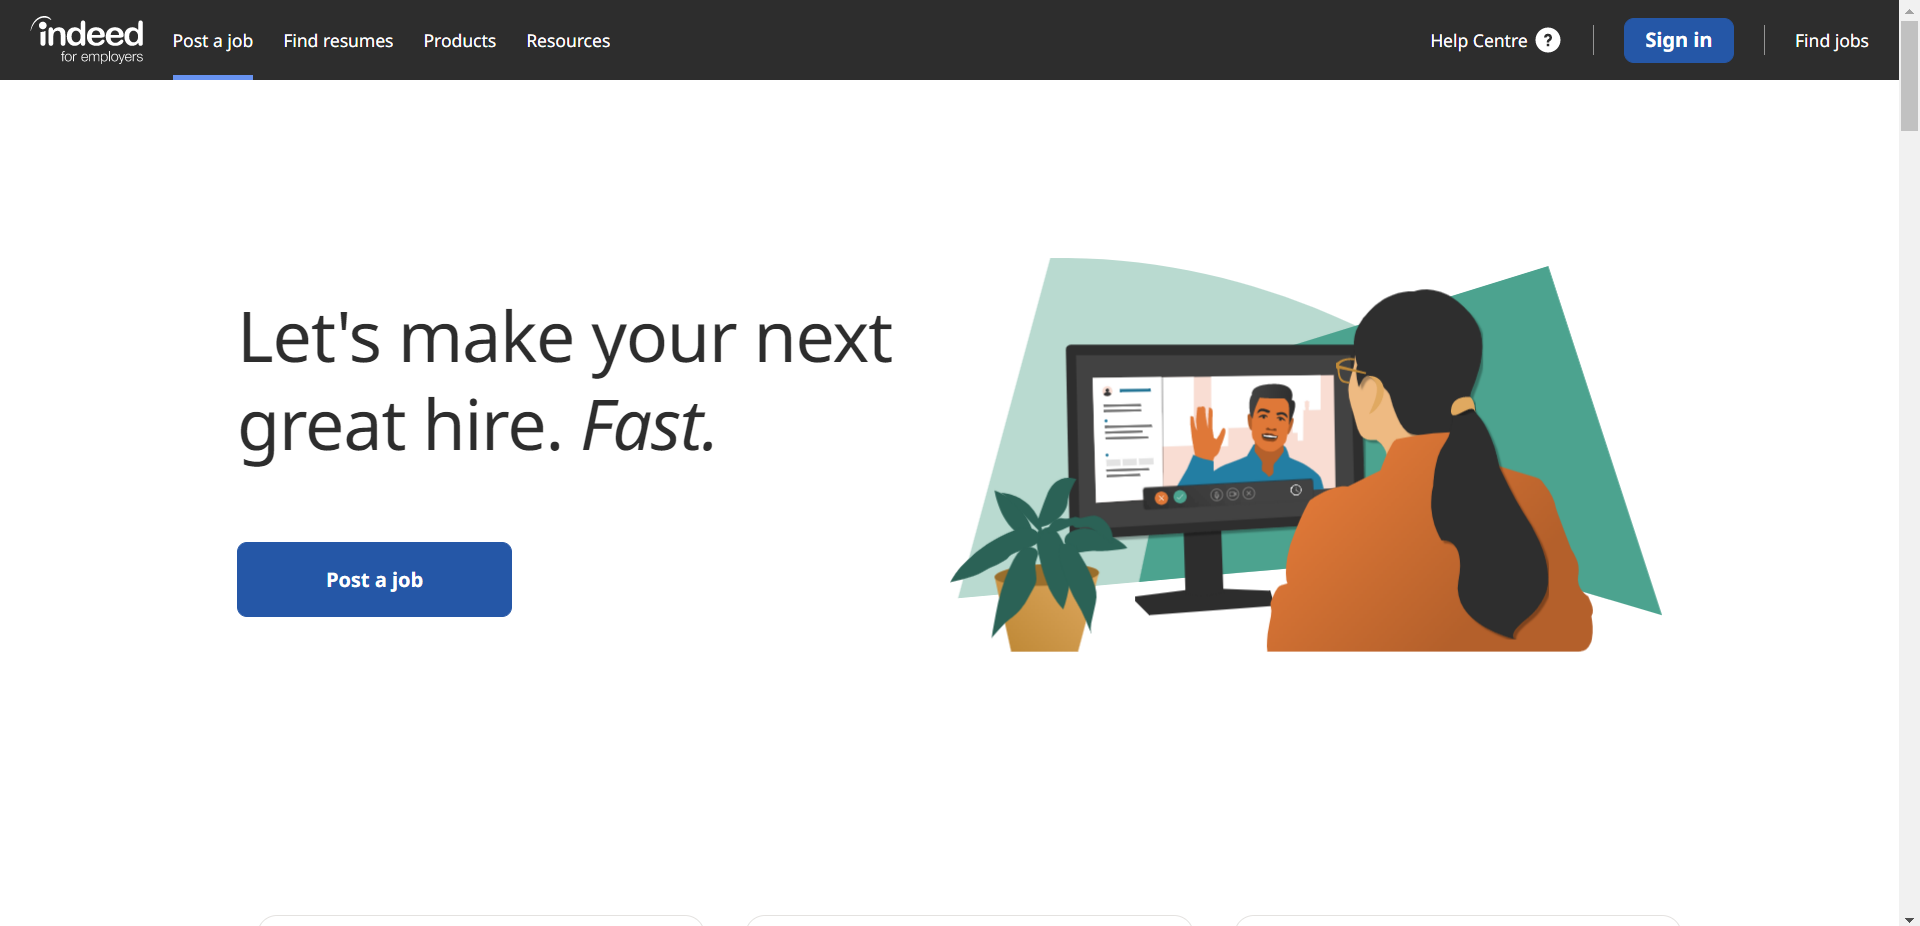 indeed
for employers
Post a job
Find resumes
Products
Resources
Help Centre ?
Sign in
Find jobs
Let's make your next
great hire. Fast.
Post a job